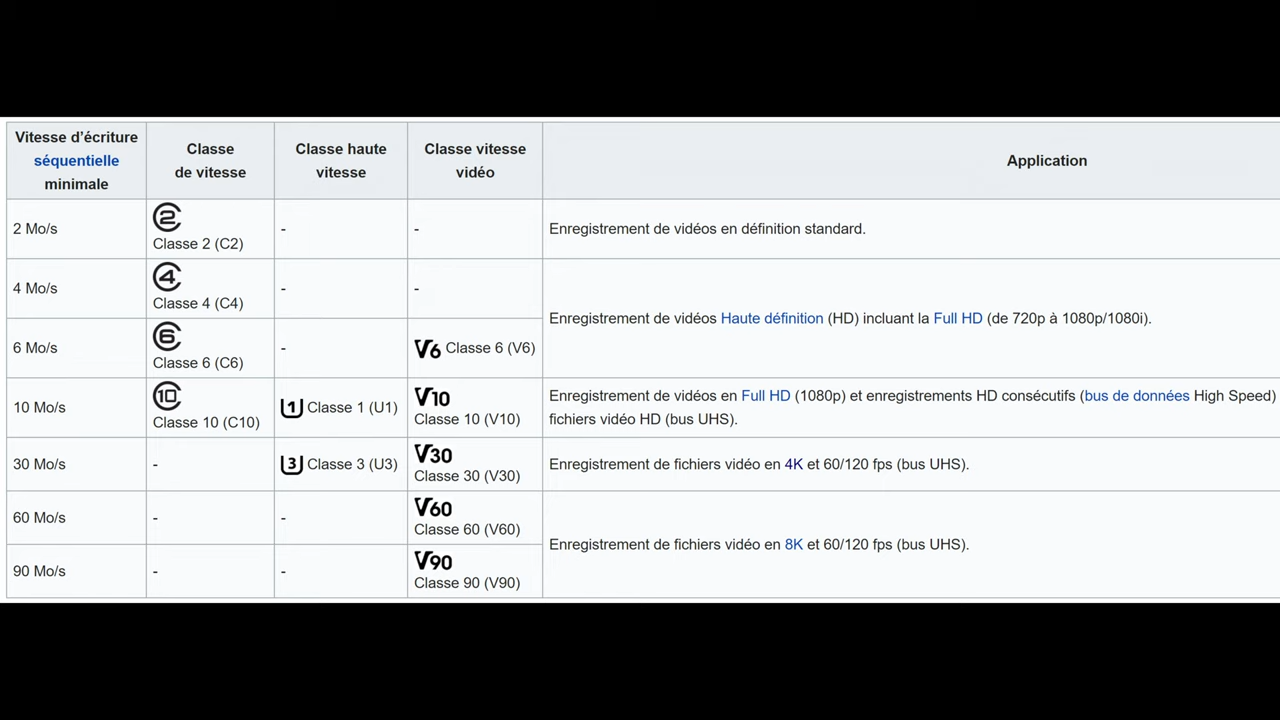 Vitesse d'écriture
séquentielle
minimale
Classe
de vitesse
Classe haute
vitesse
Classe vitesse
vidéo
Application
2 Mo/s
2
Classe 2 (C2)
-
-
Enregistrement de vidéos en définition standard.
4 Mo/s
4
Classe 4 (C4)
-
-
Enregistrement de vidéos Haute définition (HD) incluant la Full HD (de 720p à 1080p/1080i).
6 Mo/s
6
Classe 6 (C6)
-
V6 Classe 6 (V6)
10 Mo/s
10
Classe 10 (C10)
1 Classe 1 (U1)
V10
Classe 10 (V10)
Enregistrement de vidéos en Full HD (1080p) et enregistrements HD consécutifs (bus de données High Speed)
fichiers vidéo HD (bus UHS).
30 Mo/s
-
3 Classe 3 (U3)
V30
Classe 30 (V30)
Enregistrement de fichiers vidéo en 4K et 60/120 fps (bus UHS).
60 Mo/s
-
-
V60
Classe 60 (V60)
Enregistrement de fichiers vidéo en 8K et 60/120 fps (bus UHS).
90 Mo/s
-
-
V90
Classe 90 (V90)